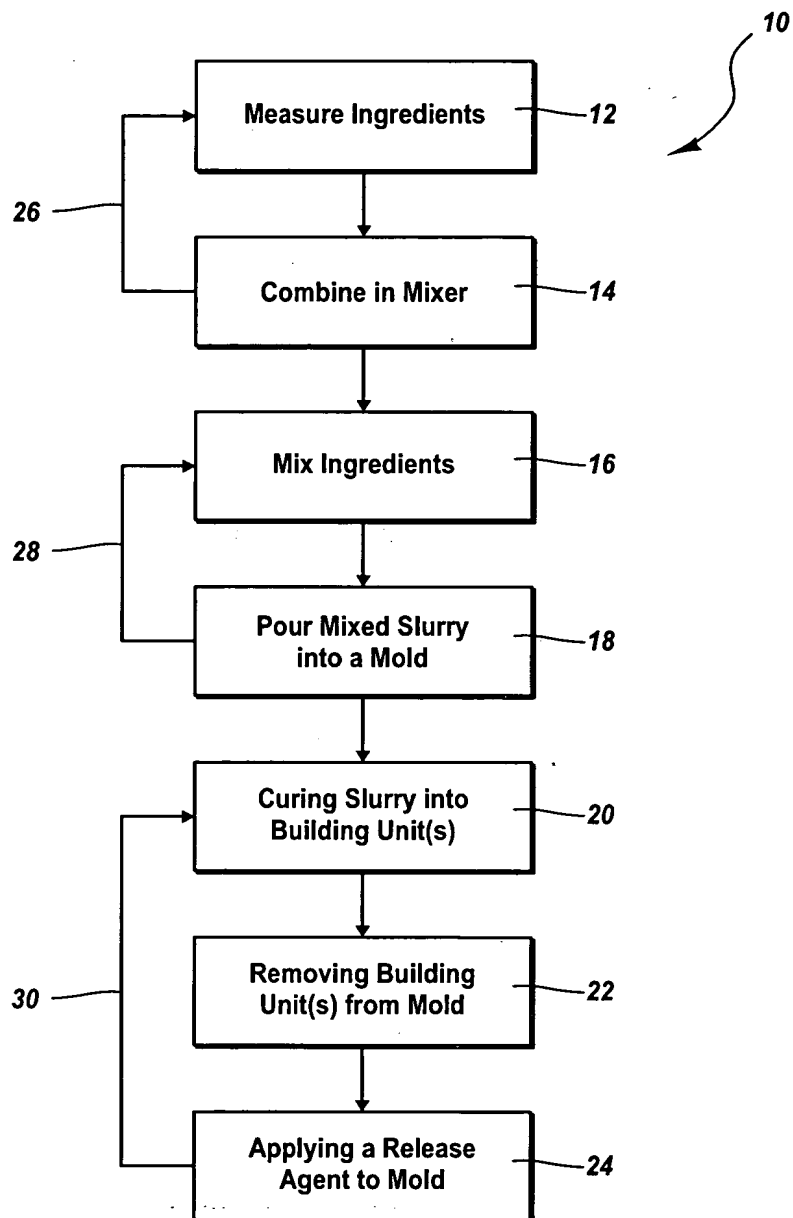 10
Measure Ingredients
12
26
Combine in Mixer
14
Mix Ingredients
16
28
Pour Mixed Slurry
into a Mold
18
Curing Slurry into
Building Unit(s)
20
Removing Building
Unit(s) from Mold
22
30
Applying a Release
Agent to Mold
24